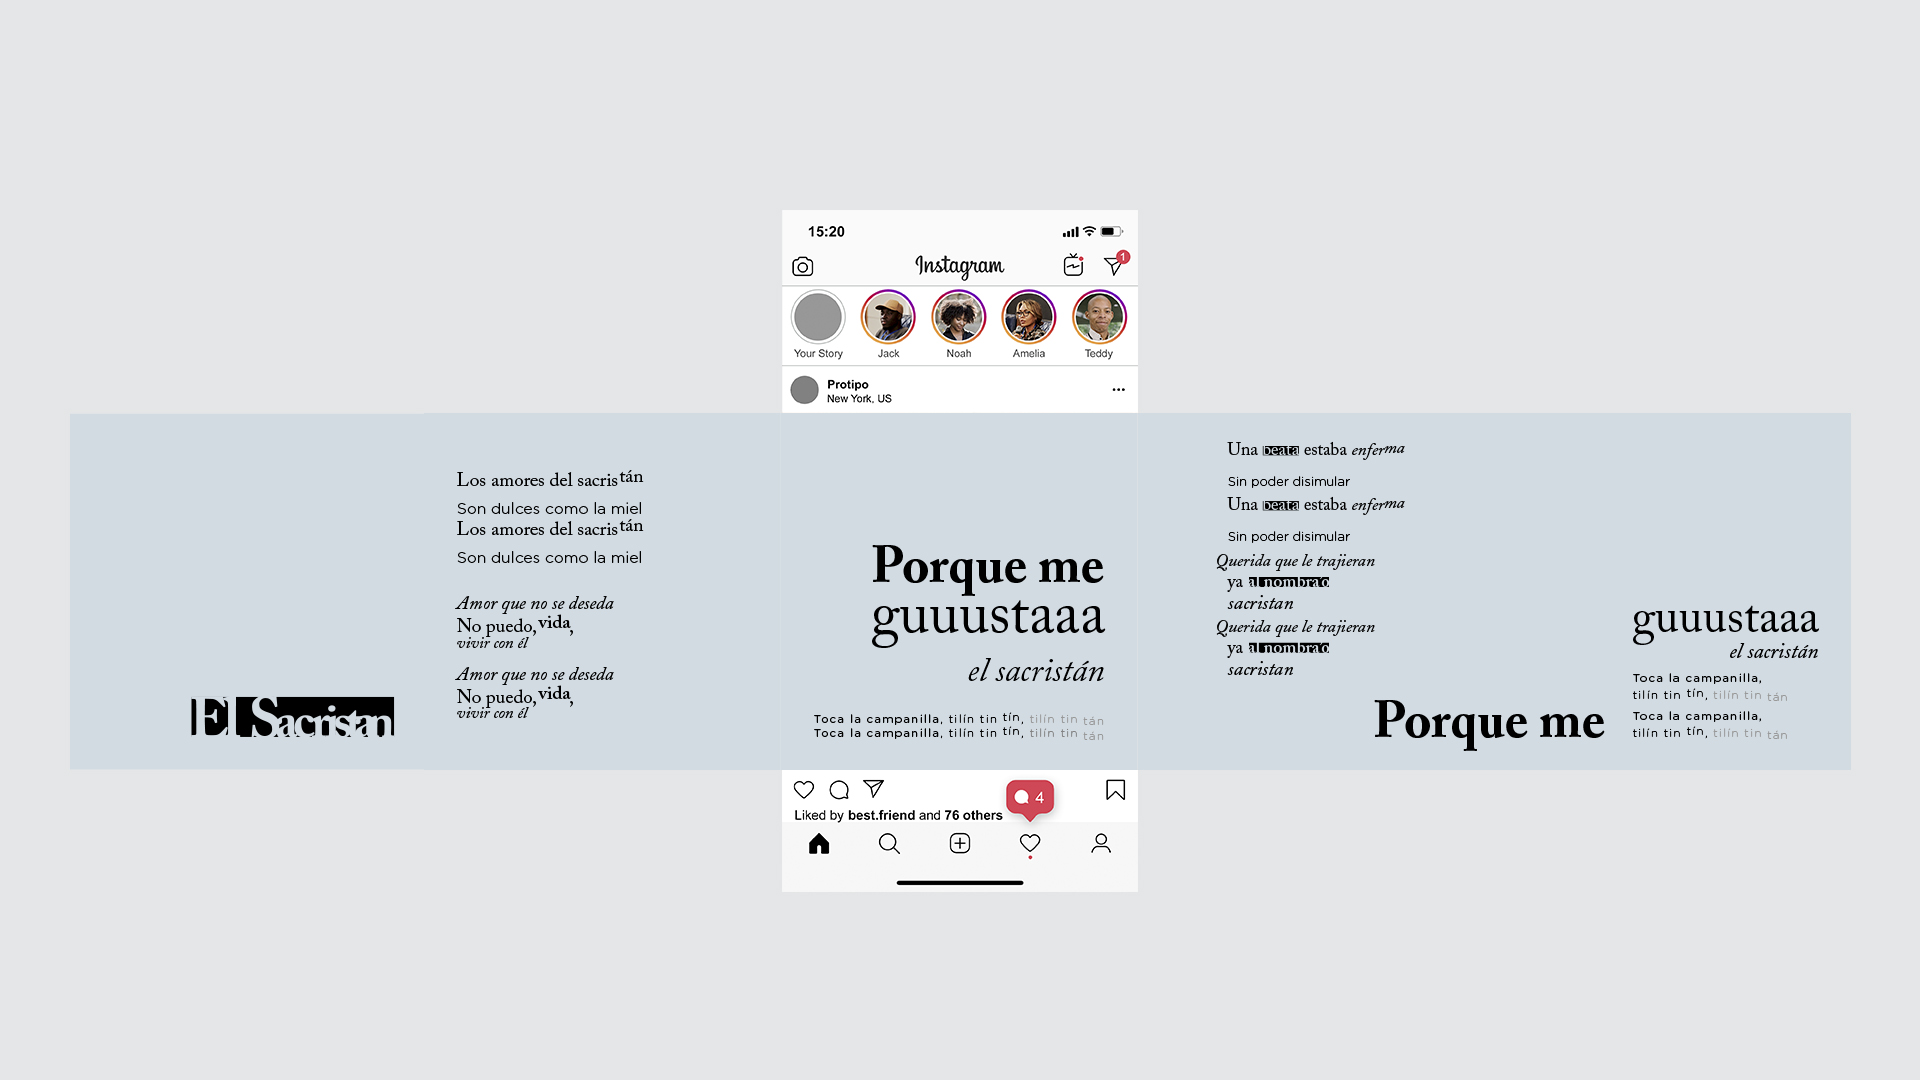 15:20
Instagram
1
Your Story
Jack
Noah
Amelia
Teddy
Protipo
New York, US
El Sacristan
Los amores del sacristán
Son dulces como la miel
Los amores del sacristán
Son dulces como la miel
Amor que no se deseda
No puedo, vida,
vivir con él
Amor que no se deseda
No puedo, vida,
vivir con él
Porque me
guuustaaa
el sacristán
Toca la campanilla, tilín tin tín, tilín tin tán
Toca la campanilla, tilín tin tín, tilín tin tán
Una beata estaba enferma
Sin poder disimular
Una beata estaba enferma
Sin poder disimular
Querida que le trajieran
ya al nombrao
sacristan
Querida que le trajieran
ya al nombrao
sacristan
Porque me
guuustaaa
el sacristán
Toca la campanilla,
tilín tin tín, tilín tin tán
Toca la campanilla,
tilín tin tín, tilín tin tán
4
Liked by best.friend and 76 others